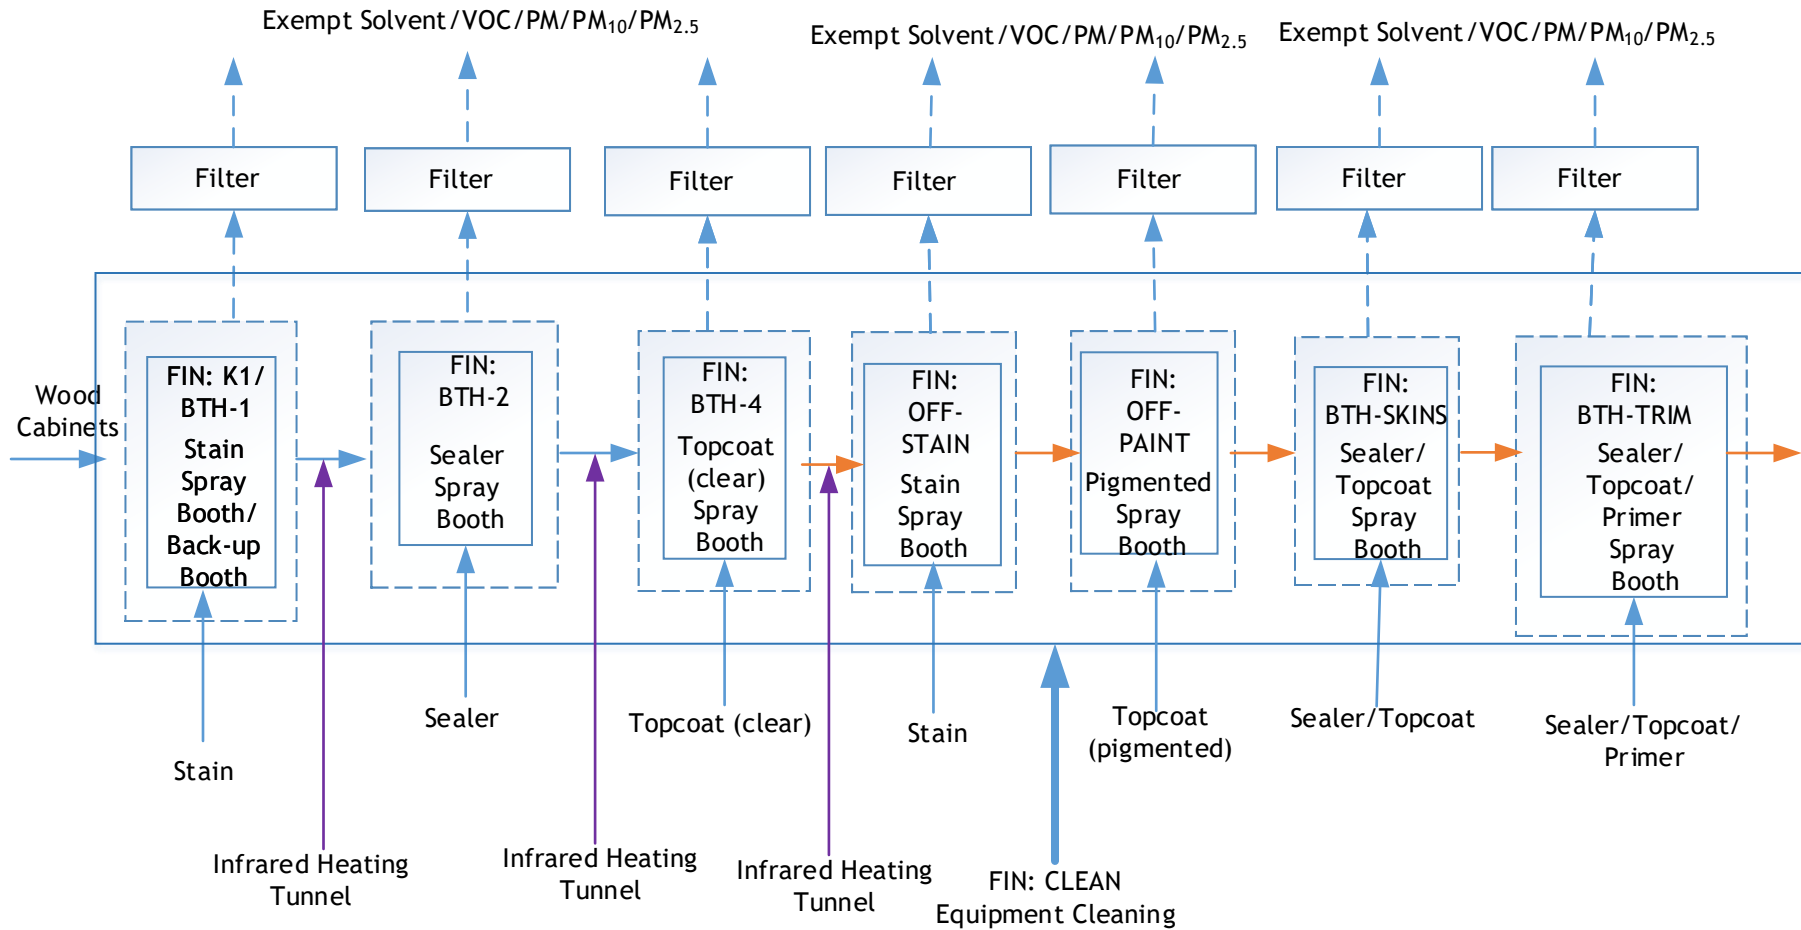 Exempt Solvent/VOC/PM/PM10/PM2.5
Exempt Solvent/VOC/PM/PM10/PM2.5
Exempt Solvent/VOC/PM/PM10/PM2.5
Filter
Filter
Filter
Filter
Filter
Filter
Filter
Wood
Cabinets
FIN: K1/
BTH-1
Stain
Spray
Booth/
Back-up
Booth
FIN:
BTH-2
Sealer
Spray
Booth
FIN:
BTH-4
Topcoat
(clear)
Spray
Booth
FIN:
OFF-
STAIN
Stain
Spray
Booth
FIN:
OFF-
PAINT
Pigmented
Spray
Booth
FIN:
BTH-SKINS
Sealer/
Topcoat
Spray
Booth
FIN:
BTH-TRIM
Sealer/
Topcoat/
Primer
Spray
Booth
Stain
Sealer
Topcoat (clear)
Stain
Topcoat
(pigmented)
Sealer/Topcoat
Sealer/Topcoat/
Primer
Infrared Heating
Tunnel
Infrared Heating
Tunnel
Infrared Heating
Tunnel
FIN: CLEAN
Equipment Cleaning